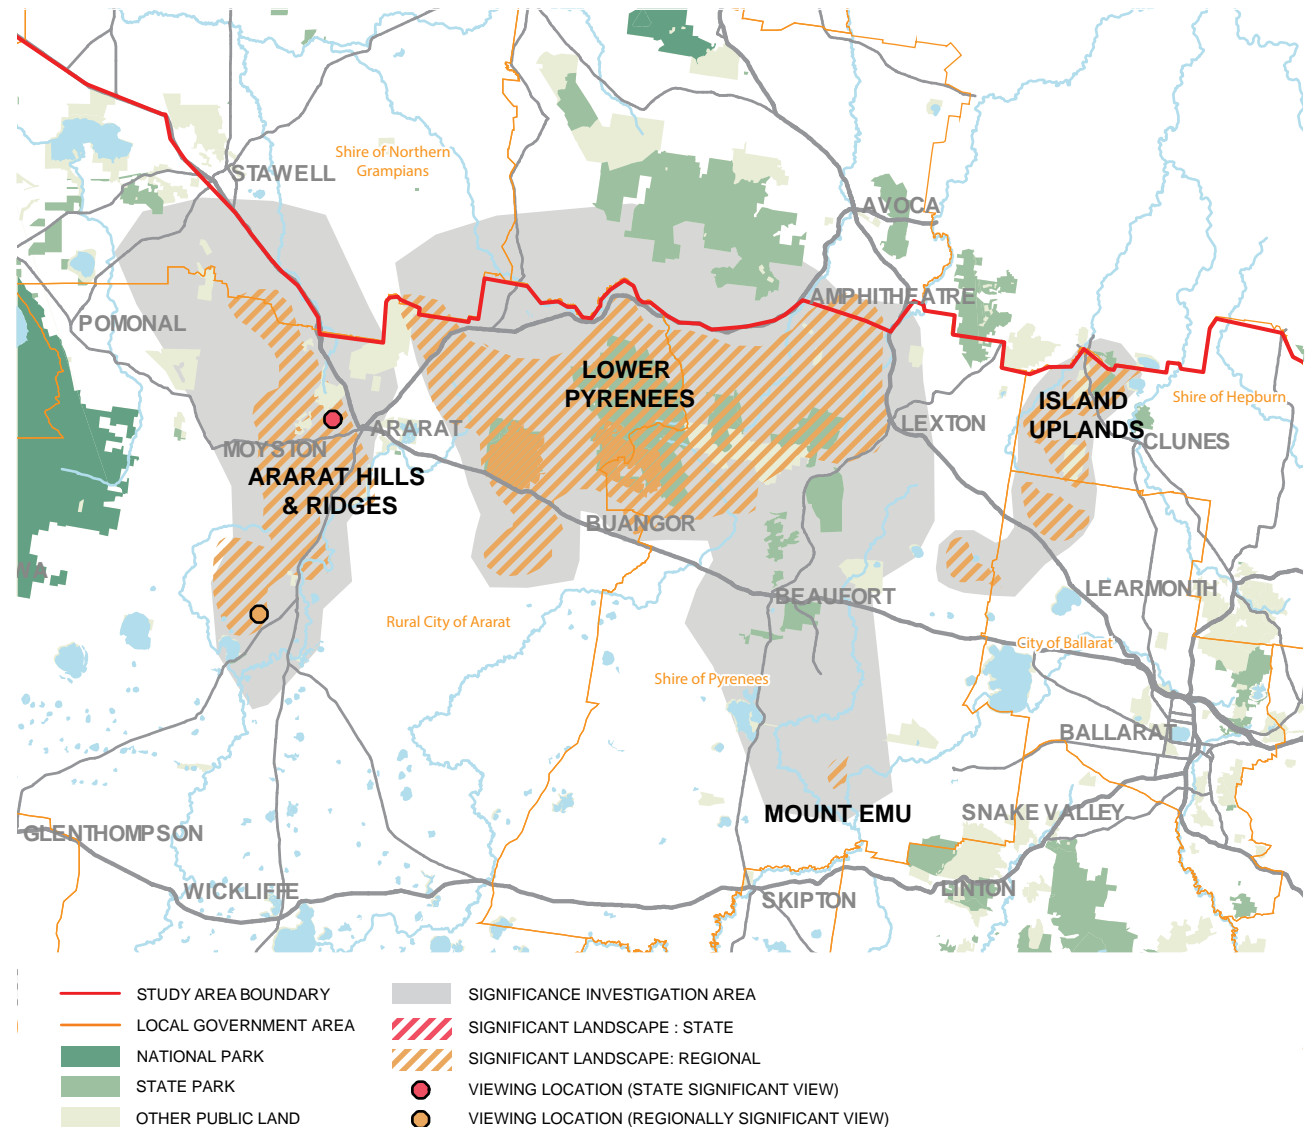 Shire of Northern
Grampians
STAWELL
AVOCA
AMPHITHEATRE
POMONAL
LOWER
PYRENEES
ISLAND
UPLANDS
Shire of Hepburn
ARARAT
LEXTON
CLUNES
MOYSTON
ARARAT HILLS
& RIDGES
BUANGOR
NA
LEARMONTH
BEAUFORT
Rural City of Ararat
City of Ballarat
Shire of Pyrenees
BALLARAT
MOUNT EMU
SNAKE VALLEY
GLENTHOMPSON
WICKLIFFE
LINTON
SKIPTON
STUDY AREA BOUNDARY
LOCAL GOVERNMENT AREA
NATIONAL PARK
STATE PARK
OTHER PUBLIC LAND
SIGNIFICANCE INVESTIGATION AREA
SIGNIFICANT LANDSCAPE : STATE
SIGNIFICANT LANDSCAPE: REGIONAL
VIEWING LOCATION (STATE SIGNIFICANT VIEW)
VIEWING LOCATION (REGIONALLY SIGNIFICANT VIEW)